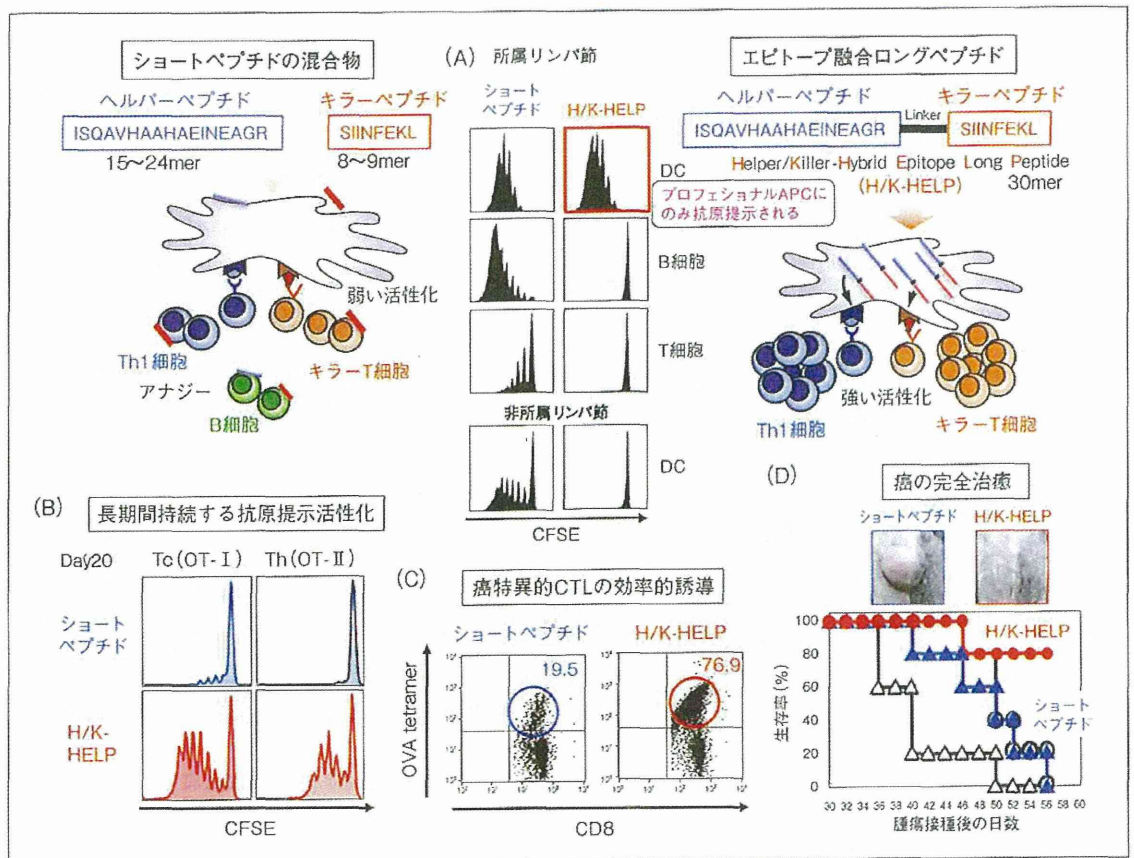 ショートペプチドの混合物
ヘルパーペプチド
キラーペプチド
ISQAVHAAHAEINEAGR
SIINFEKL
15〜24mer
8〜9mer
弱い活性化
Th1細胞
キラーT細胞
アナジー
B細胞
(A) 所属リンパ節
ショート
ペプチド
H/K-HELP
DC
B細胞
T細胞
非所属リンパ節
DC
CFSE
エピトープ融合ロングペプチド
ヘルパーペプチド
キラーペプチド
ISQAVHAAHAEINEAGR
Linker
SIINFEKL
Helper/Killer-Hybrid Epitope Long Peptide
(H/K-HELP)
30mer
プロフェショナルAPCに
のみ抗原提示される
強い活性化
Th1細胞
キラーT細胞
(B) 長期間持続する抗原提示活性化
Day20
Tc(OT-Ⅰ)
Th(OT-Ⅱ)
ショート
ペプチド
H/K-
HELP
CFSE
(C) 癌特異的CTLの効率的誘導
ショートペプチド
H/K-HELP
19.5
76.9
OVA tetramer
CD8
(D) 癌の完全治癒
ショートペプチド
H/K-HELP
生存率(%)
100
80
60
40
20
0
H/K-HELP
ショート
ペプチド
30 32 34 36 38 40 42 44 46 48 50 52 54 56 58 60
腫瘍接種後の日数